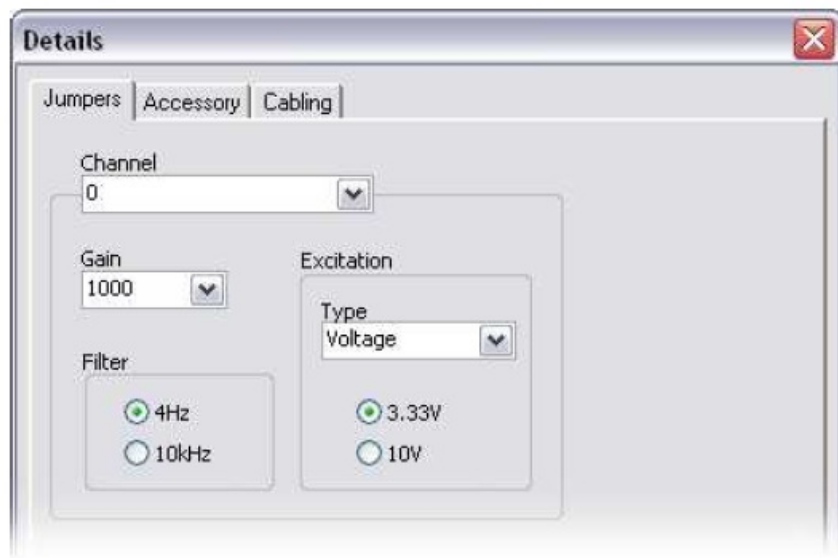 Details
Jumpers Accessory Cabling
Channel
0
Gain
1000
Excitation
Type
Voltage
Filter
4Hz
10kHz
3.33V
10V